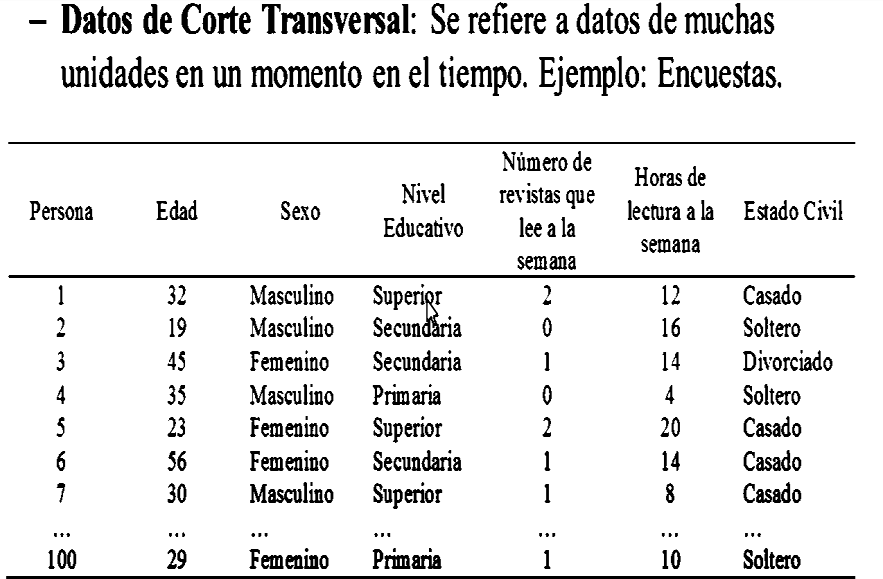 – Datos de Corte Transversal: Se refiere a datos de muchas
unidades en un momento en el tiempo. Ejemplo: Encuestas.
Persona Edad Sexo Nivel Educativo Número de revistas que lee a la semana Horas de lectura a la semana Estado Civil
1 32 Masculino Superior 2 12 Casado
2 19 Masculino Secundaria 0 16 Soltero
3 45 Femenino Secundaria 1 14 Divorciado
4 35 Masculino Primaria 0 4 Soltero
5 23 Femenino Superior 2 20 Casado
6 56 Femenino Secundaria 1 14 Casado
7 30 Masculino Superior 1 8 Casado
... ... ... ... ... ... ...
100 29 Femenino Primaria 1 10 Soltero